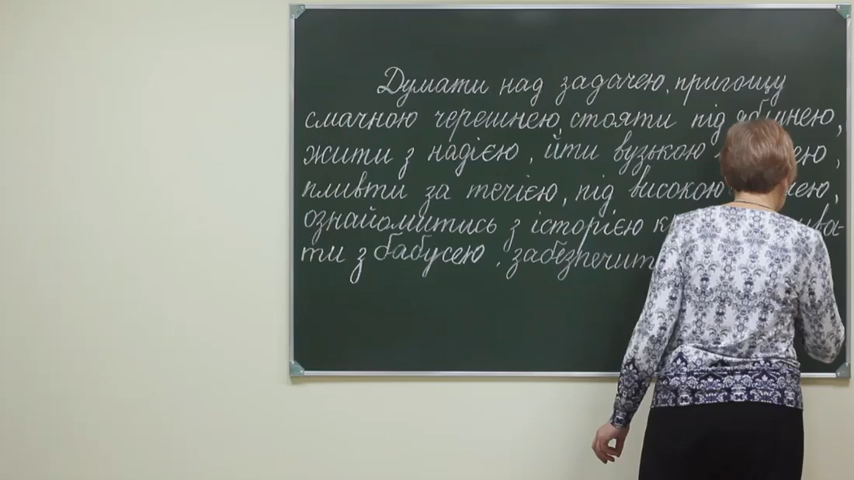 Думати над задачею, пригощу
смачною черешнею, стояти під яблунею,
жити з надією, йти вузькою
пливти за течією, під високою
ознайомитись з історією
ти з бабусею, забезпечит